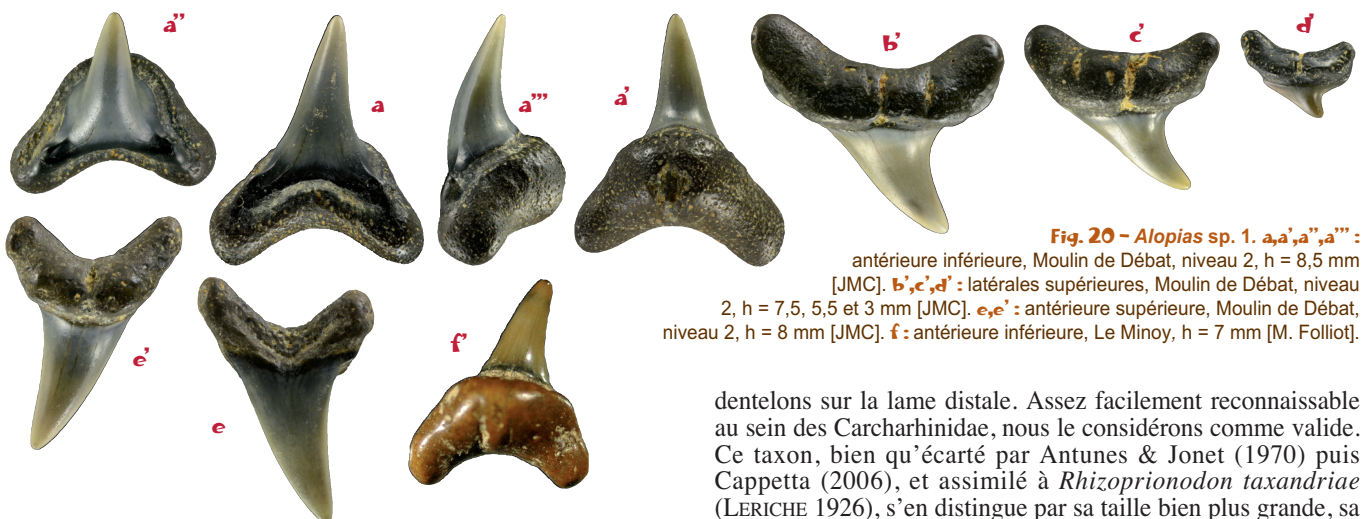 a’’
a
a’’’
a’
b’
c’
d’
e’
e
f’
Fig. 20 – Alopias sp. 1. a,a’,a’’,a’’’ :
antérieure inférieure, Moulin de Débat, niveau 2, h = 8,5 mm
[JMC]. b’,c’,d’ : latérales supérieures, Moulin de Débat, niveau
2, h = 7,5, 5,5 et 3 mm [JMC]. e,e’ : antérieure supérieure, Moulin de Débat,
niveau 2, h = 8 mm [JMC]. f : antérieure inférieure, Le Minoy, h = 7 mm [M. Folliot].
dentelons sur la lame distale. Assez facilement reconnaissable
au sein des Carcharhinidae, nous le considérons comme valide.
Ce taxon, bien qu’écarté par Antunes & Jonet (1970) puis
Cappetta (2006), et assimilé à Rhizoprionodon taxandriae
(LERICHE 1926), s’en distingue par sa taille bien plus grande, sa